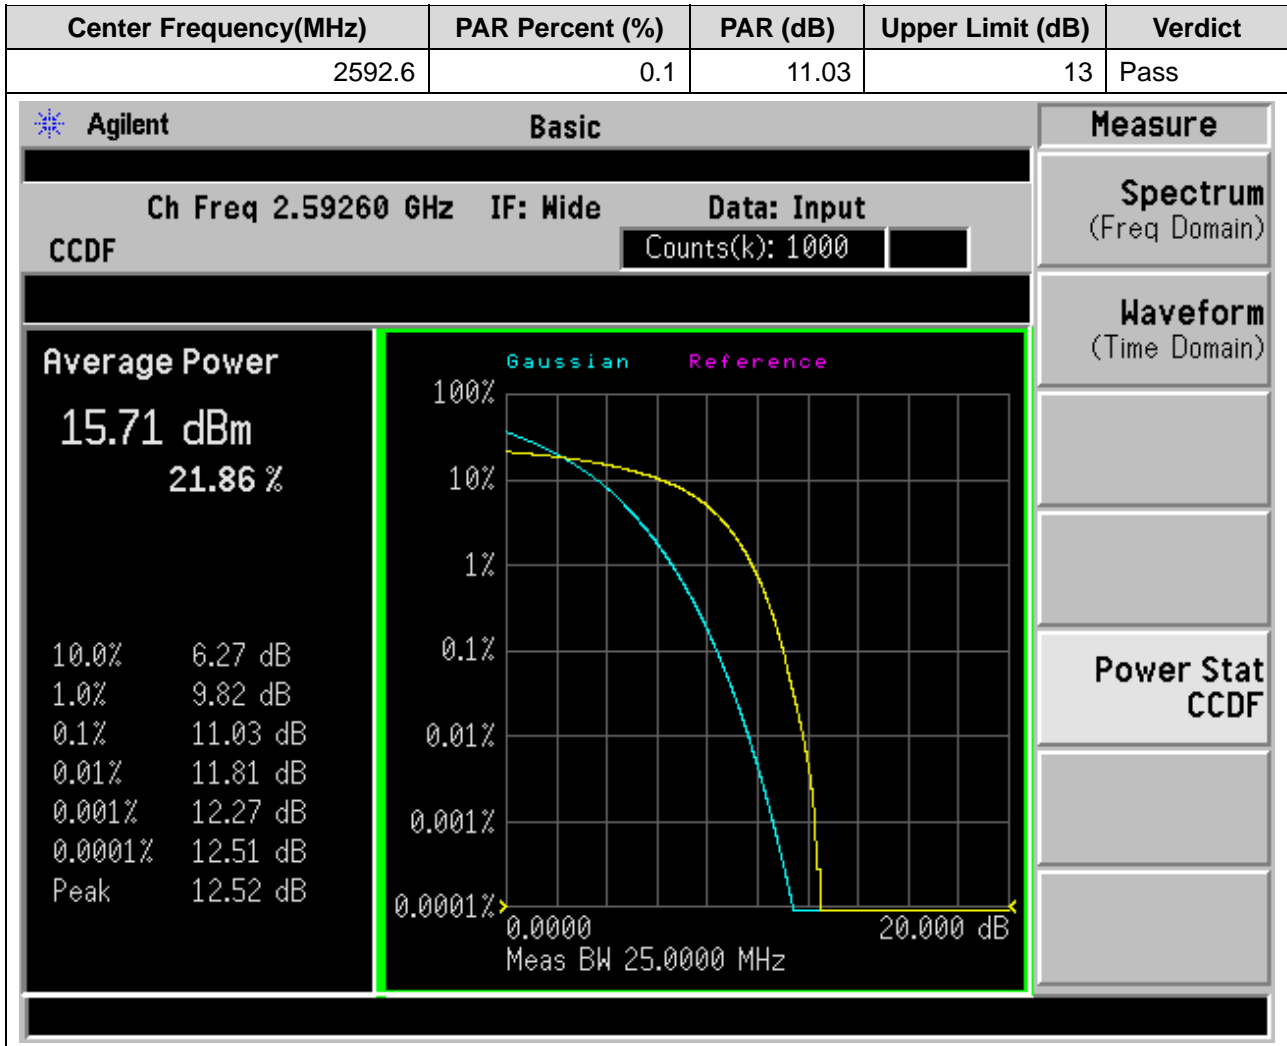 Center Frequency(MHz) PAR Percent (%) PAR (dB) Upper Limit (dB) Verdict
2592.6 0.1 11.03 13 Pass
Agilent Basic Measure
Ch Freq 2.59260 GHz IF: Wide Data: Input
CCDF Counts(k): 1000
Spectrum
(Freq Domain)
Waveform
(Time Domain)
Power Stat
CCDF
Average Power
15.71 dBm
21.86 %
10.0% 6.27 dB
1.0% 9.82 dB
0.1% 11.03 dB
0.01% 11.81 dB
0.001% 12.27 dB
0.0001% 12.51 dB
Peak 12.52 dB
Gaussian Reference
100%
10%
1%
0.1%
0.01%
0.001%
0.0001%
0.0000 20.000 dB
Meas BW 25.0000 MHz